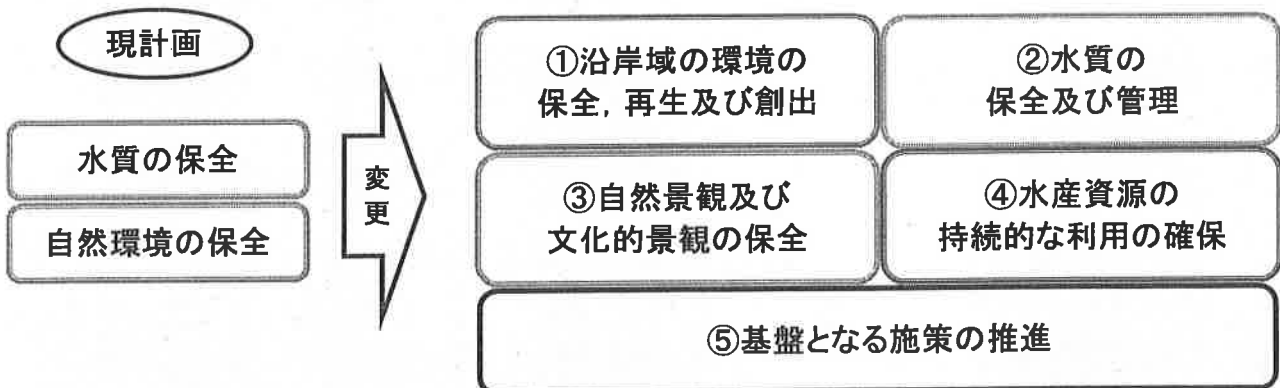 現計画
水質の保全
自然環境の保全
変更
①沿岸域の環境の
保全，再生及び創出
②水質の
保全及び管理
③自然景観及び
文化的景観の保全
④水産資源の
持続的な利用の確保
⑤基盤となる施策の推進